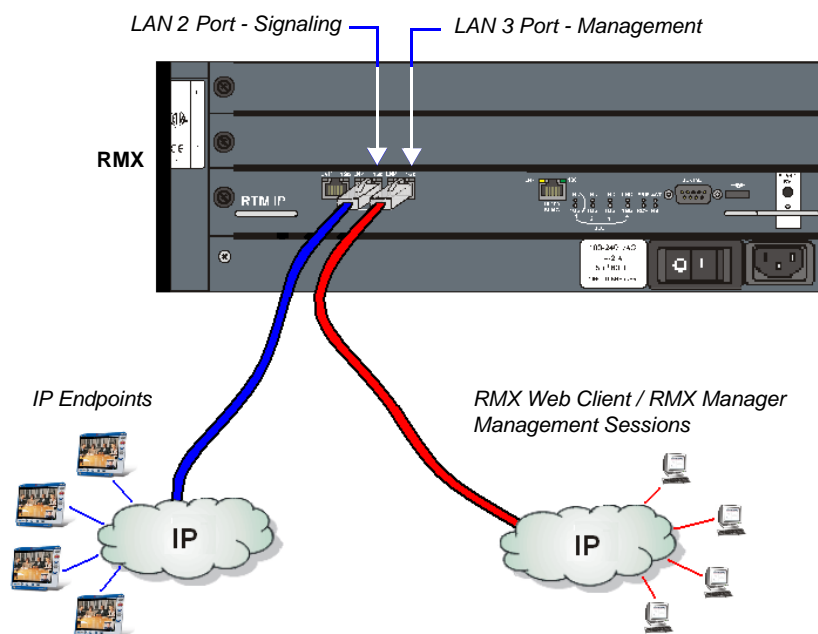 LAN 2 Port - Signaling
LAN 3 Port - Management
RMX
RTM IP
IP Endpoints
RMX Web Client / RMX Manager
Management Sessions
IP
IP